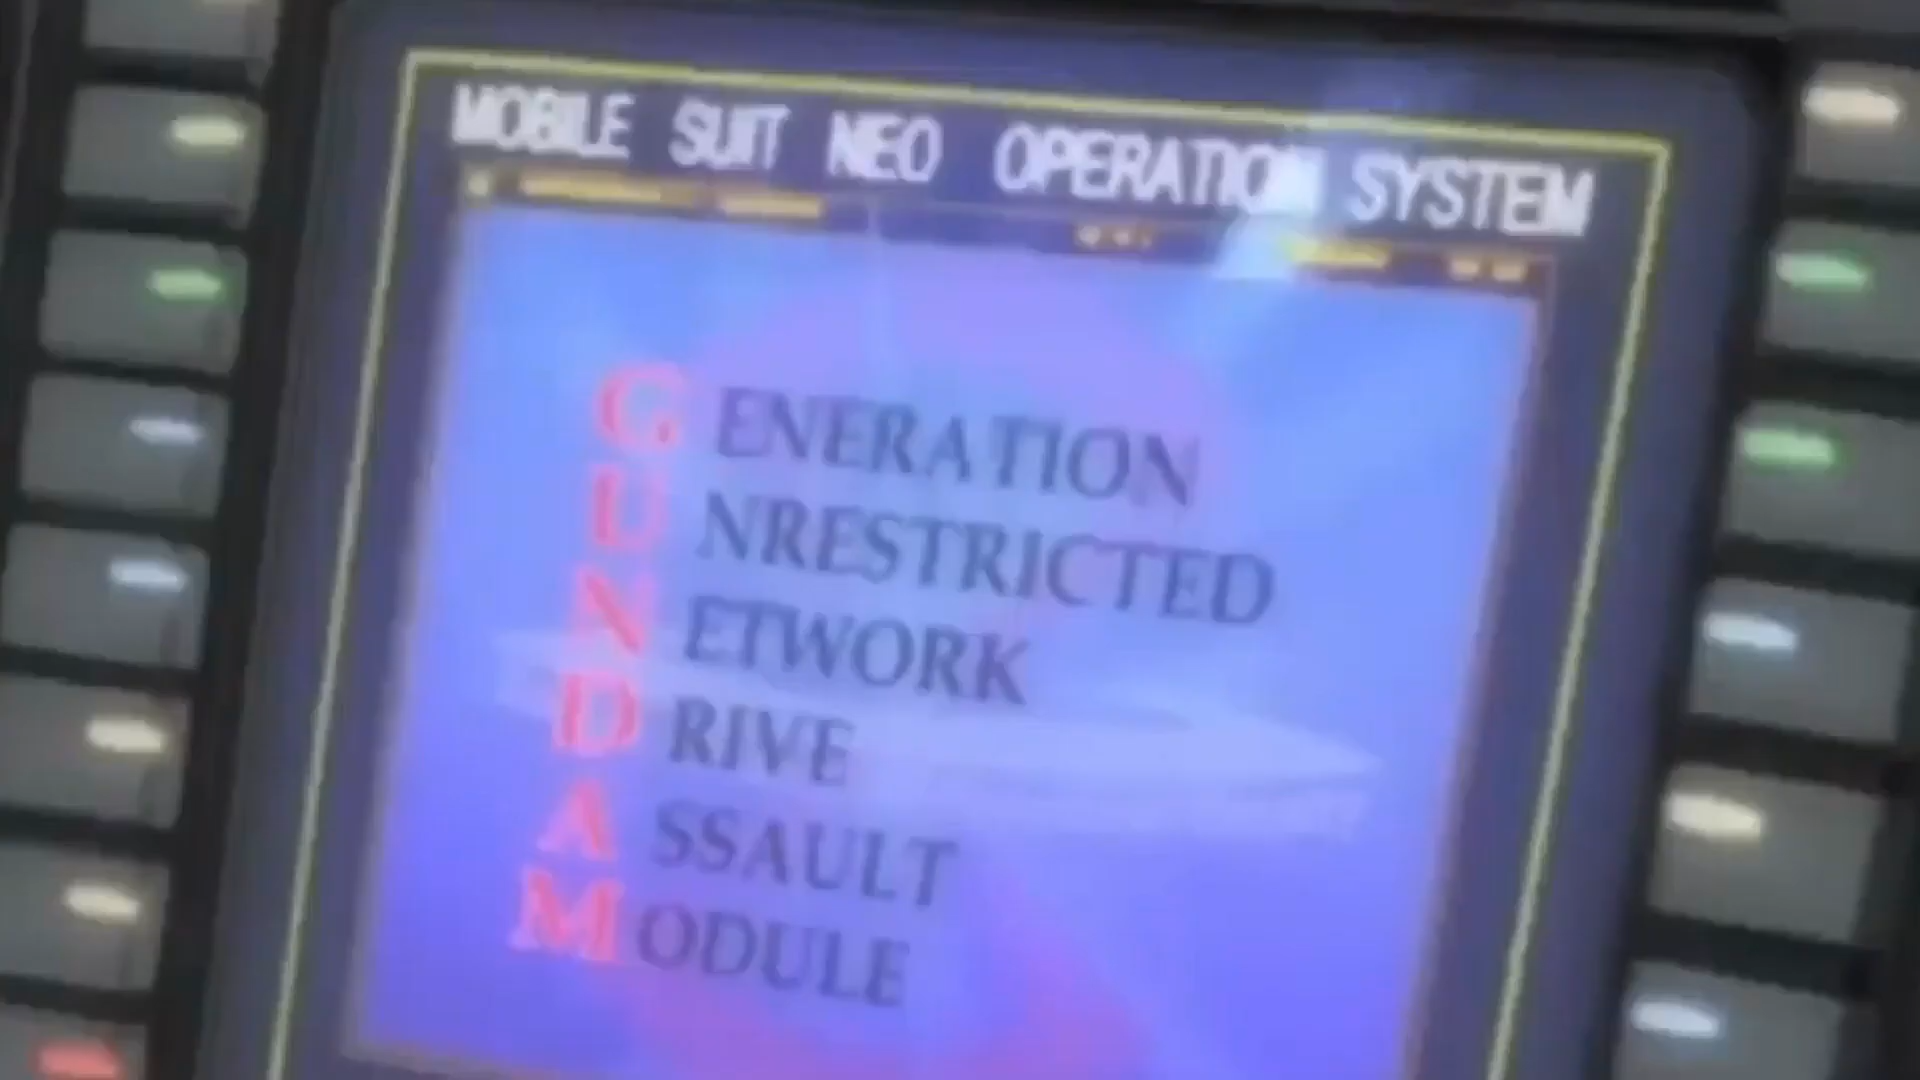 MOBILE SUIT NEO OPERATION SYSTEM
GENERATION
UNRESTRICTED
NETWORK
DRIVE
ASSAULT
MODULE